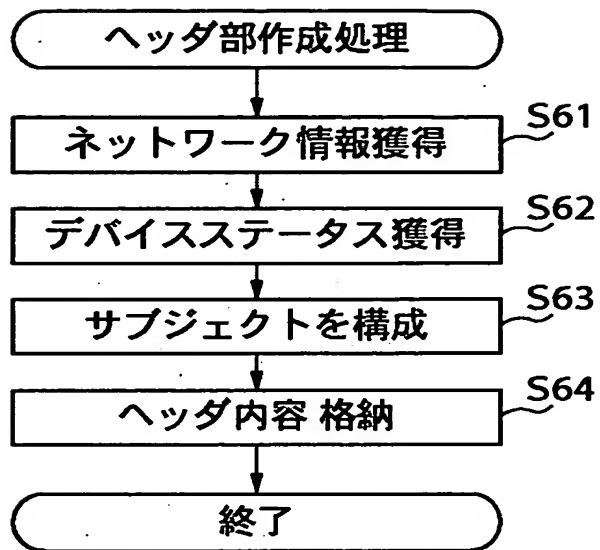 ヘッダ部作成処理
S61
ネットワーク情報獲得
S62
デバイスステータス獲得
S63
サブジェクトを構成
S64
ヘッダ内容 格納
終了